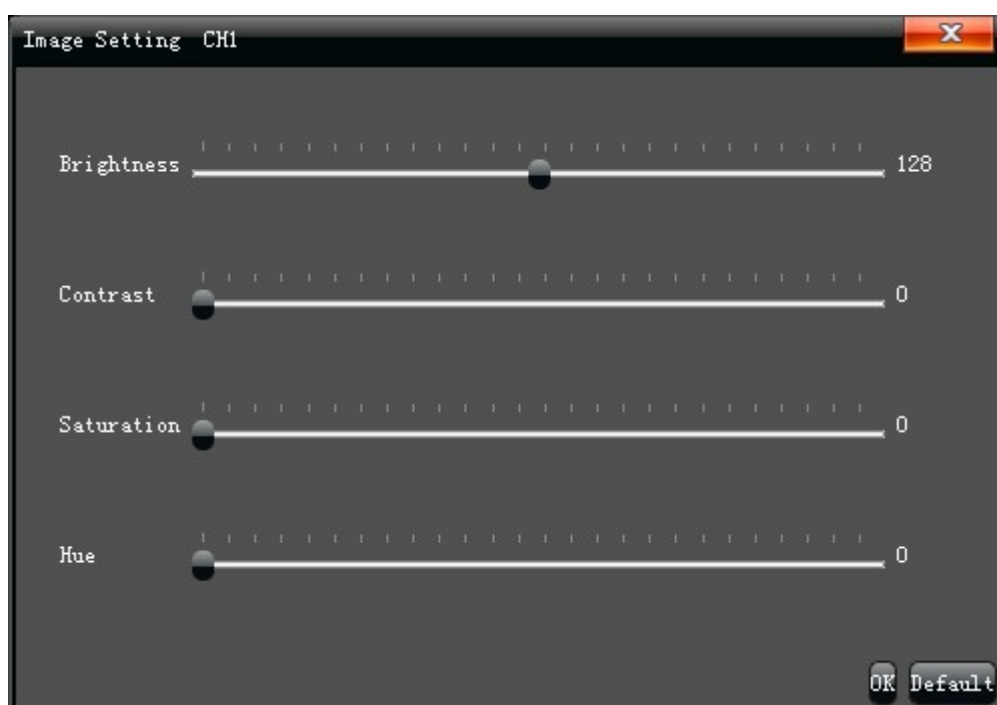 Image Setting CH1
Brightness 128
Contrast 0
Saturation 0
Hue 0
OK Default